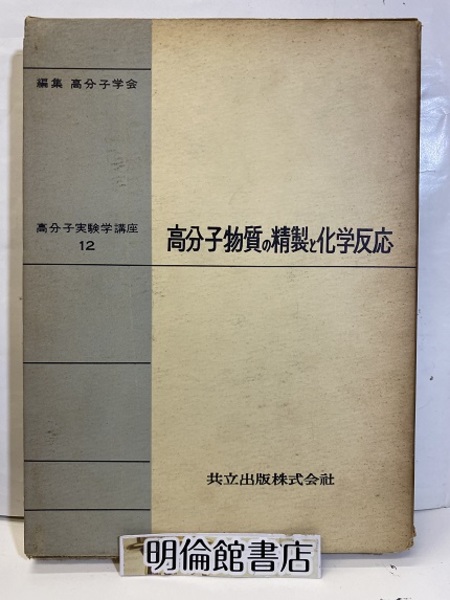 編集 高分子学会
高分子実験学講座
12
高分子物質の精製と化学反応
共立出版株式会社
明倫館書店